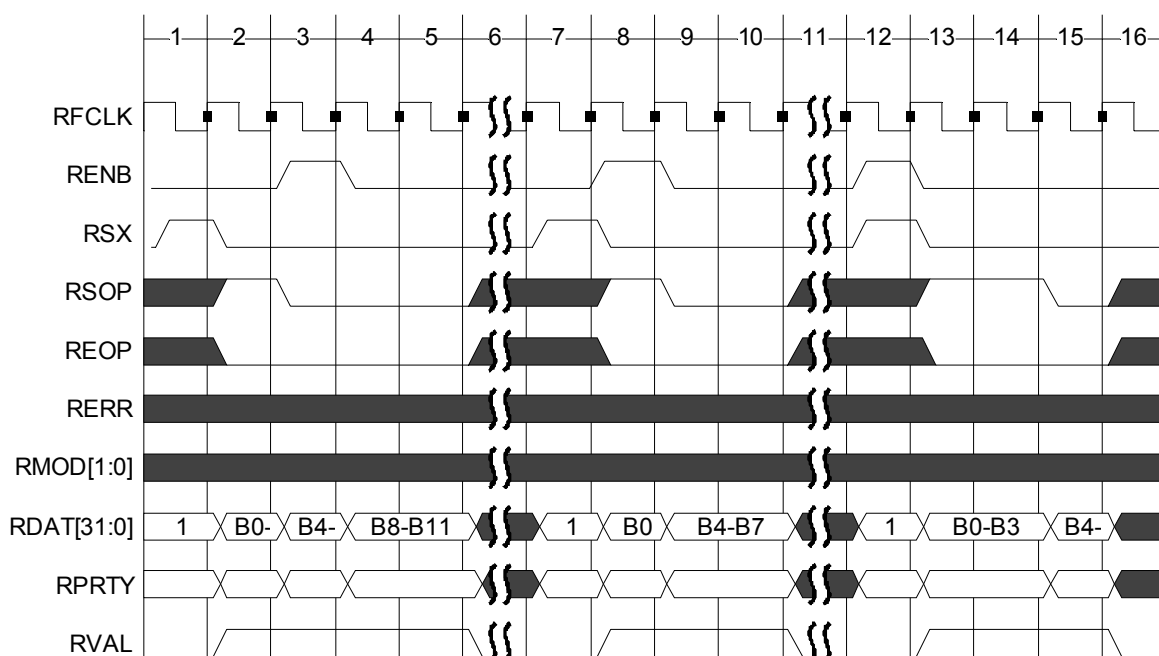 1 2 3 4 5 6 7 8 9 10 11 12 13 14 15 16
RFCLK
RENB
RSX
RSOP
REOP
RERR
RMOD[1:0]
RDAT[31:0] 1 B0- B4- B8-B11 1 B0 B4-B7 1 B0-B3 B4-
RPRTY
RVAL